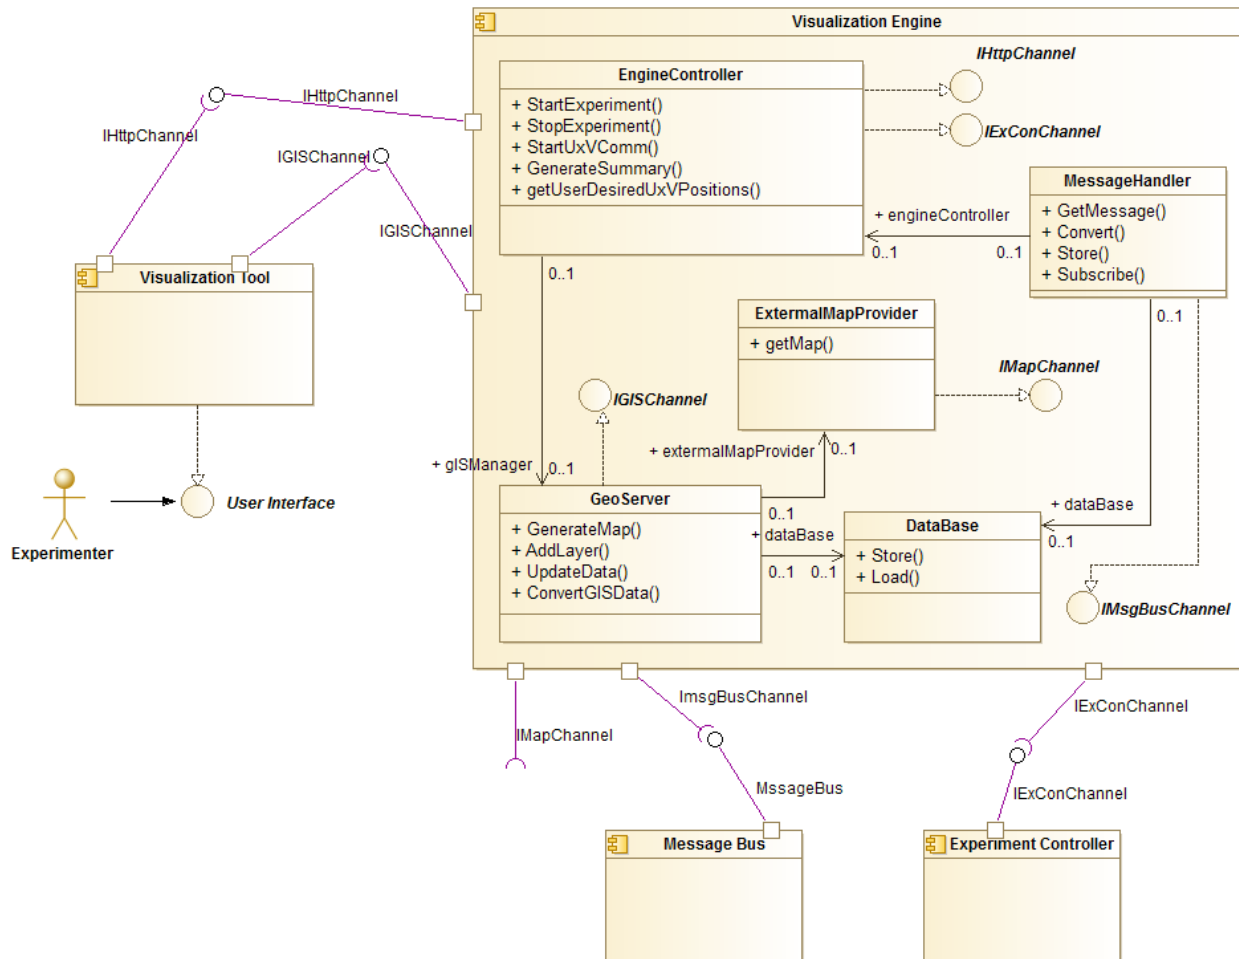 Visualization Engine
IHttpChannel
EngineController
+ StartExperiment()
+ StopExperiment()
+ StartUxVComm()
+ GenerateSummary()
+ getUserDesiredUxVPositions()
IHttpChannel
IHttpChannel
IExConChannel
IGISChannel
MessageHandler
+ GetMessage()
+ Convert()
+ Store()
+ Subscribe()
+ engineController
0..1
0..1
IGISChannel
Visualization Tool
0..1
0..1
ExtermalMapProvider
+ getMap()
IMapChannel
IGISChannel
+ gISManager
0..1
+ extermalMapProvider
0..1
GeoServer
+ GenerateMap()
+ AddLayer()
+ UpdateData()
+ ConvertGISData()
0..1
+ dataBase
0..1
0..1
DataBase
+ Store()
+ Load()
+ dataBase
0..1
IMsgBusChannel
User Interface
Experimenter
ImsgBusChannel
IExConChannel
IMapChannel
MssageBus
IExConChannel
Message Bus
Experiment Controller